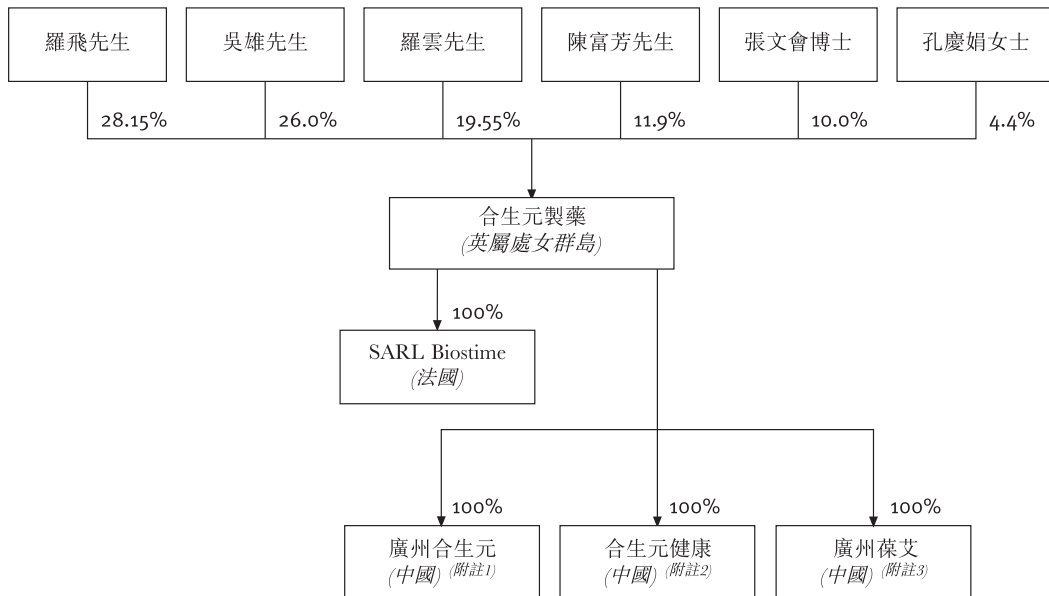 羅飛先生
吳雄先生
羅雲先生
陳富芳先生
張文會博士
孔慶娟女士
28.15%
26.0%
19.55%
11.9%
10.0%
4.4%
合生元製藥
(英屬處女群島)
100%
SARL Biostime
(法國)
100%
100%
100%
廣州合生元
(中國) (附註1)
合生元健康
(中國) (附註2)
廣州葆艾
(中國) (附註3)